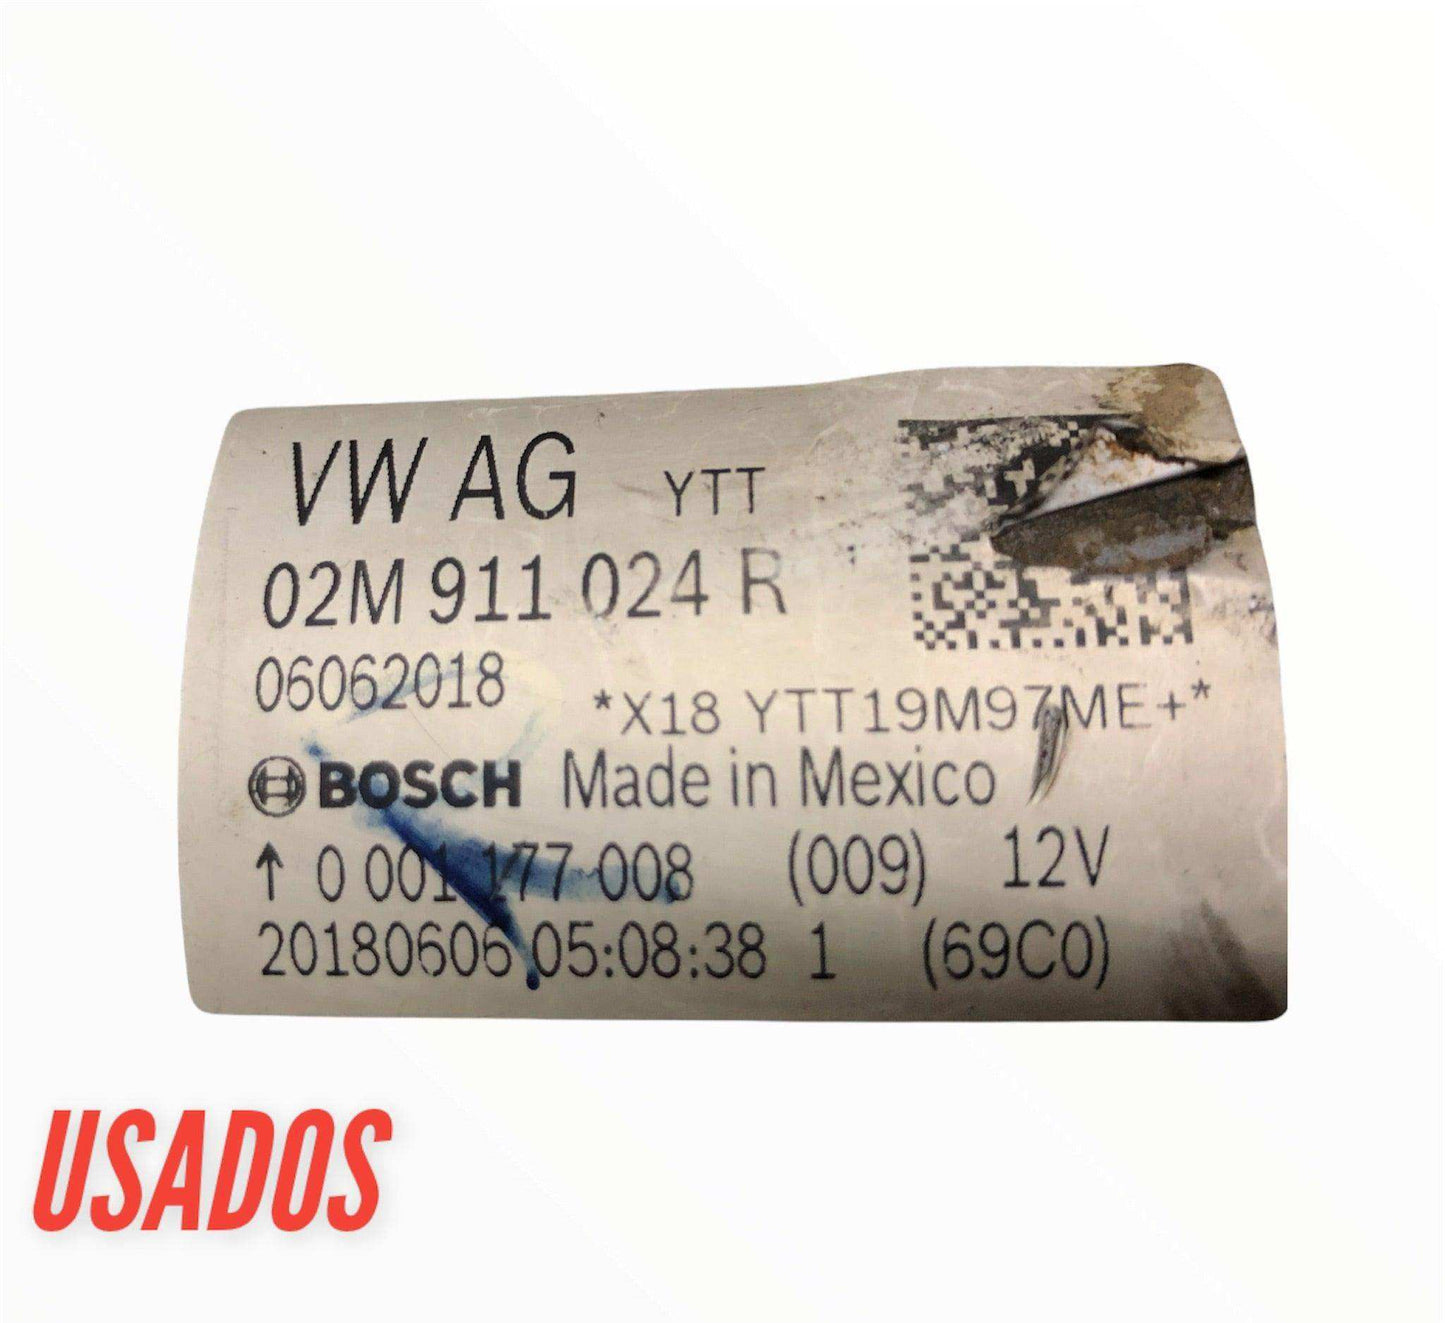 VW AG YTT
02M 911 024 R
06062018
*X18 YTT19M97ME+*
BOSCH Made in Mexico
↑ 0 001 177 008 (009) 12V
20180606 05:08:38 1 (69C0)
USADOS